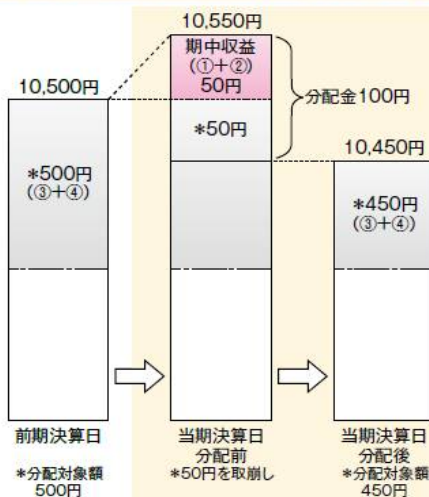 10,550円
期中収益
(①+②)
50円
10,500円
分配金100円
*50円
10,450円
*500円
(③+④)
*450円
(③+④)
前期決算日
*分配対象額
500円
当期決算日
分配前
*50円を取崩し
当期決算日
分配後
*分配対象額
450円